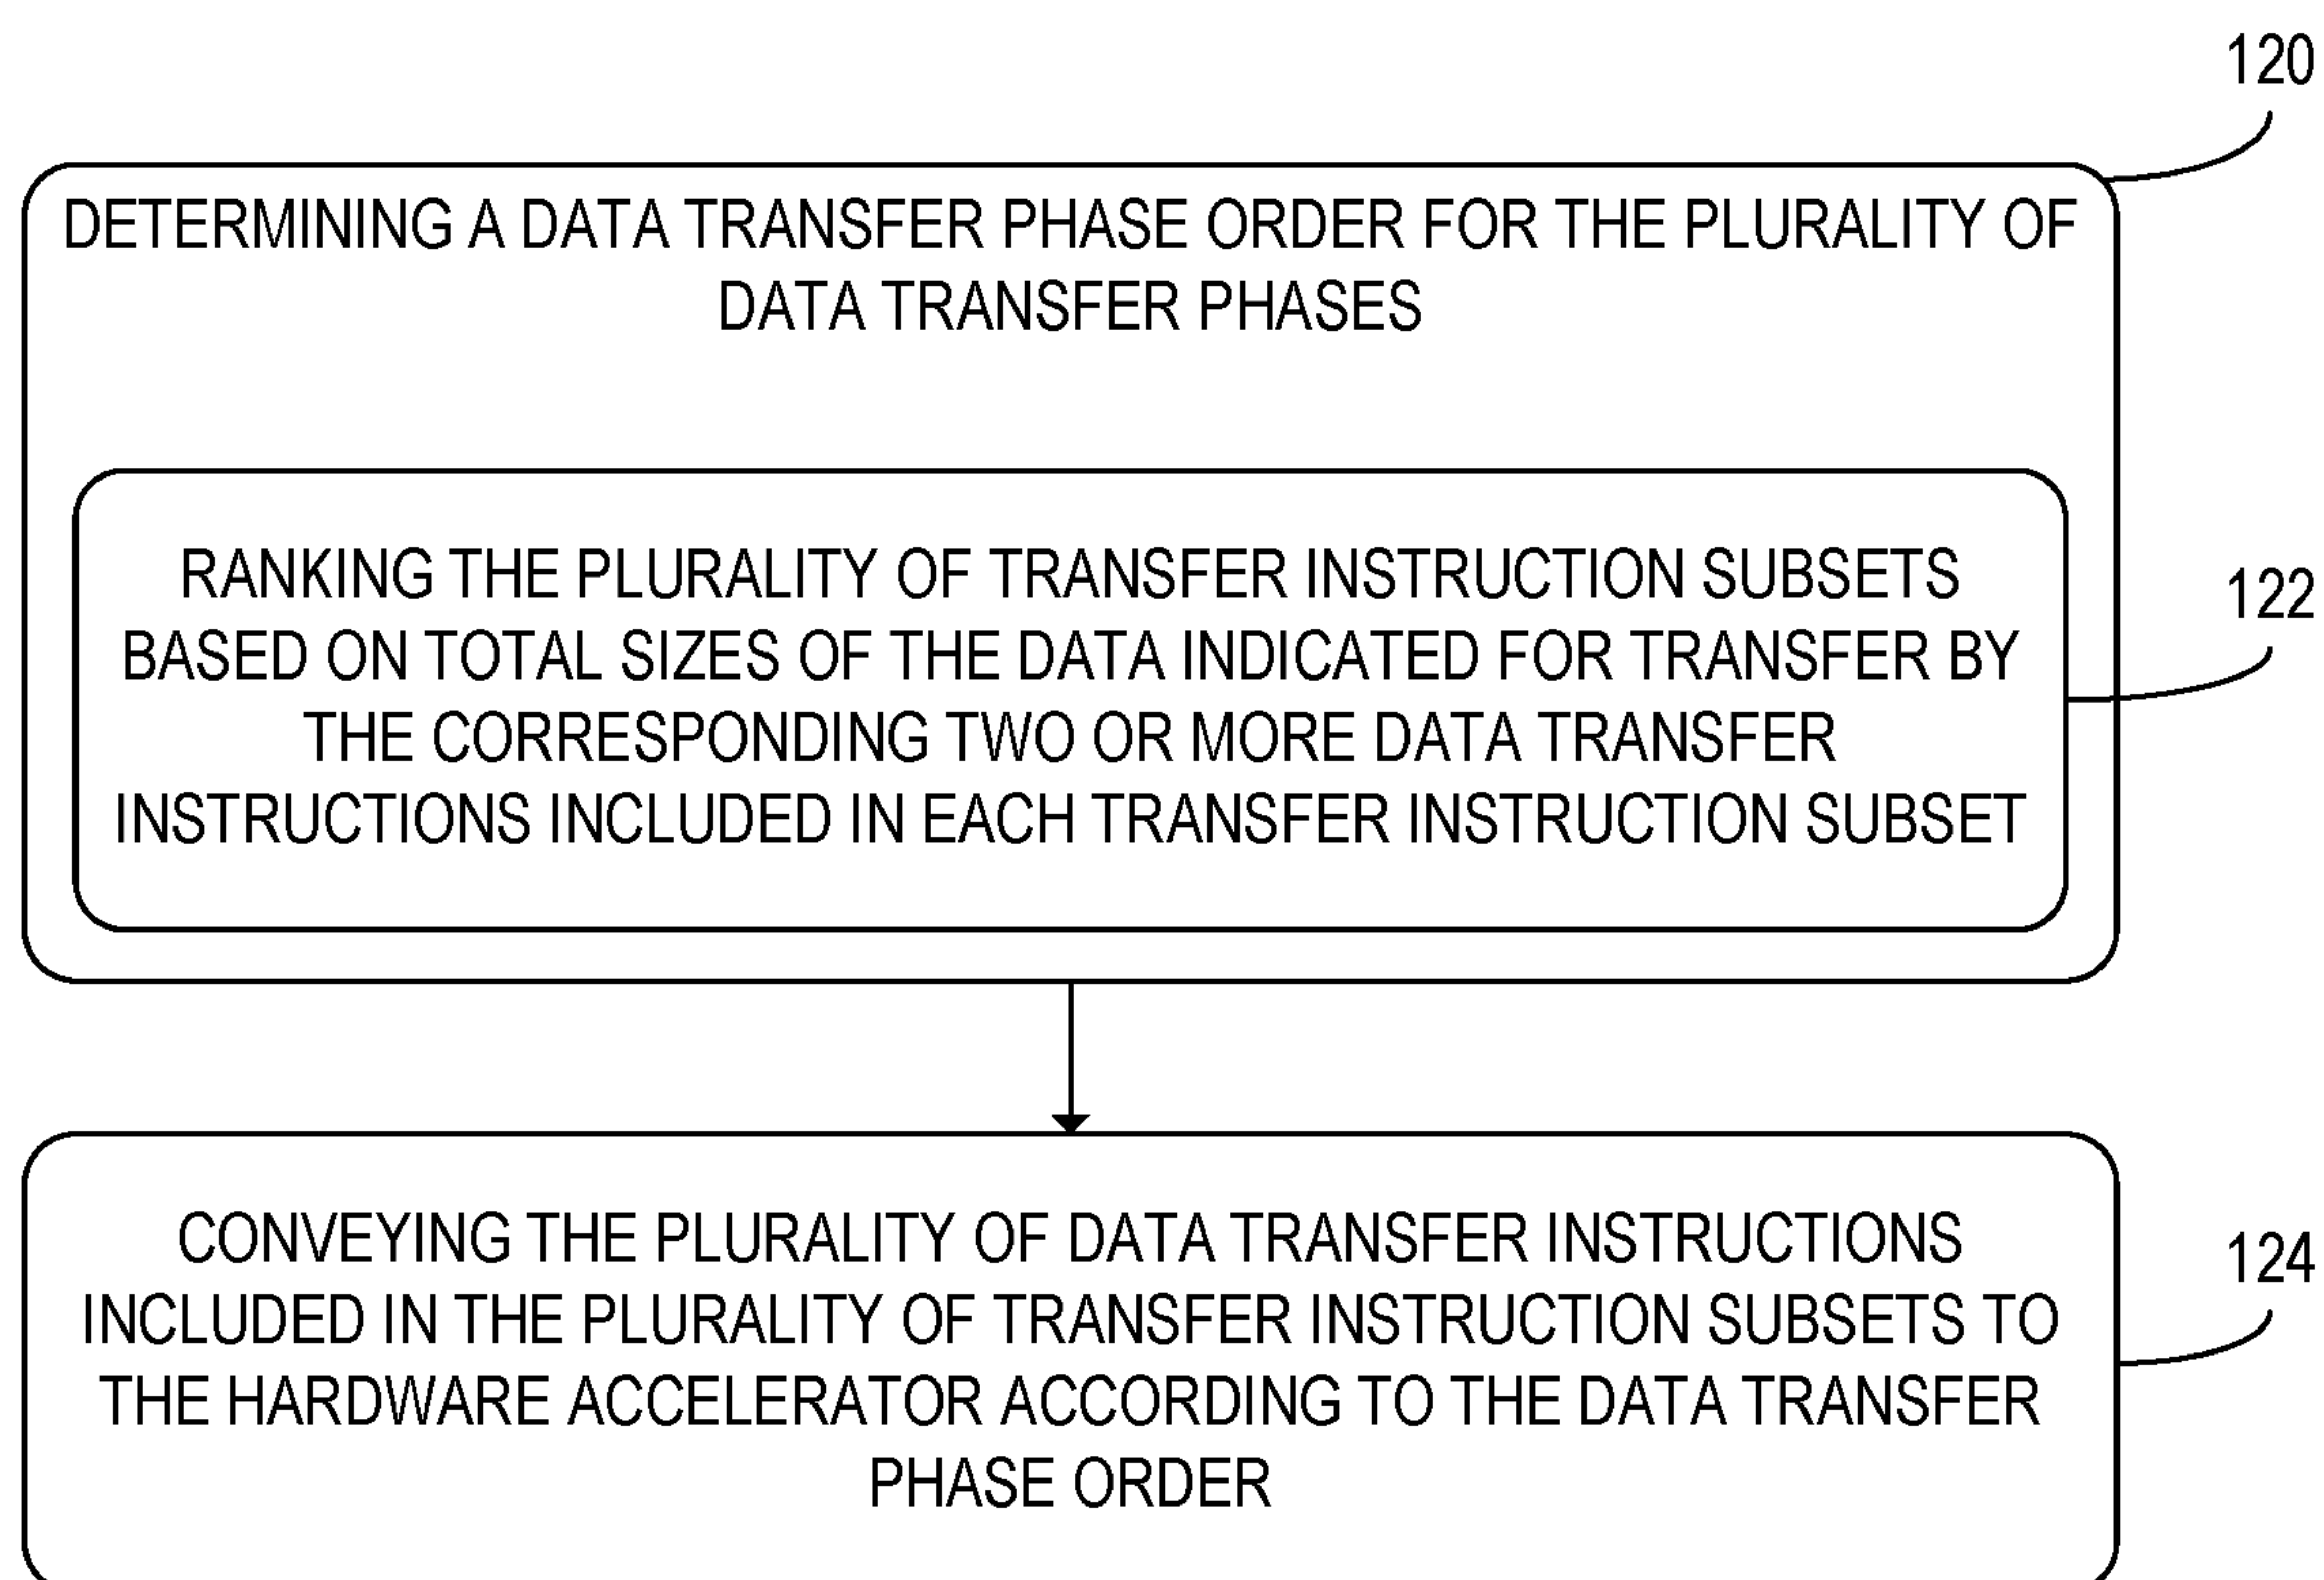 120
DETERMINING A DATA TRANSFER PHASE ORDER FOR THE PLURALITY OF
DATA TRANSFER PHASES
RANKING THE PLURALITY OF TRANSFER INSTRUCTION SUBSETS
BASED ON TOTAL SIZES OF THE DATA INDICATED FOR TRANSFER BY
THE CORRESPONDING TWO OR MORE DATA TRANSFER
INSTRUCTIONS INCLUDED IN EACH TRANSFER INSTRUCTION SUBSET
122
CONVEYING THE PLURALITY OF DATA TRANSFER INSTRUCTIONS
INCLUDED IN THE PLURALITY OF TRANSFER INSTRUCTION SUBSETS TO
THE HARDWARE ACCELERATOR ACCORDING TO THE DATA TRANSFER
PHASE ORDER
124